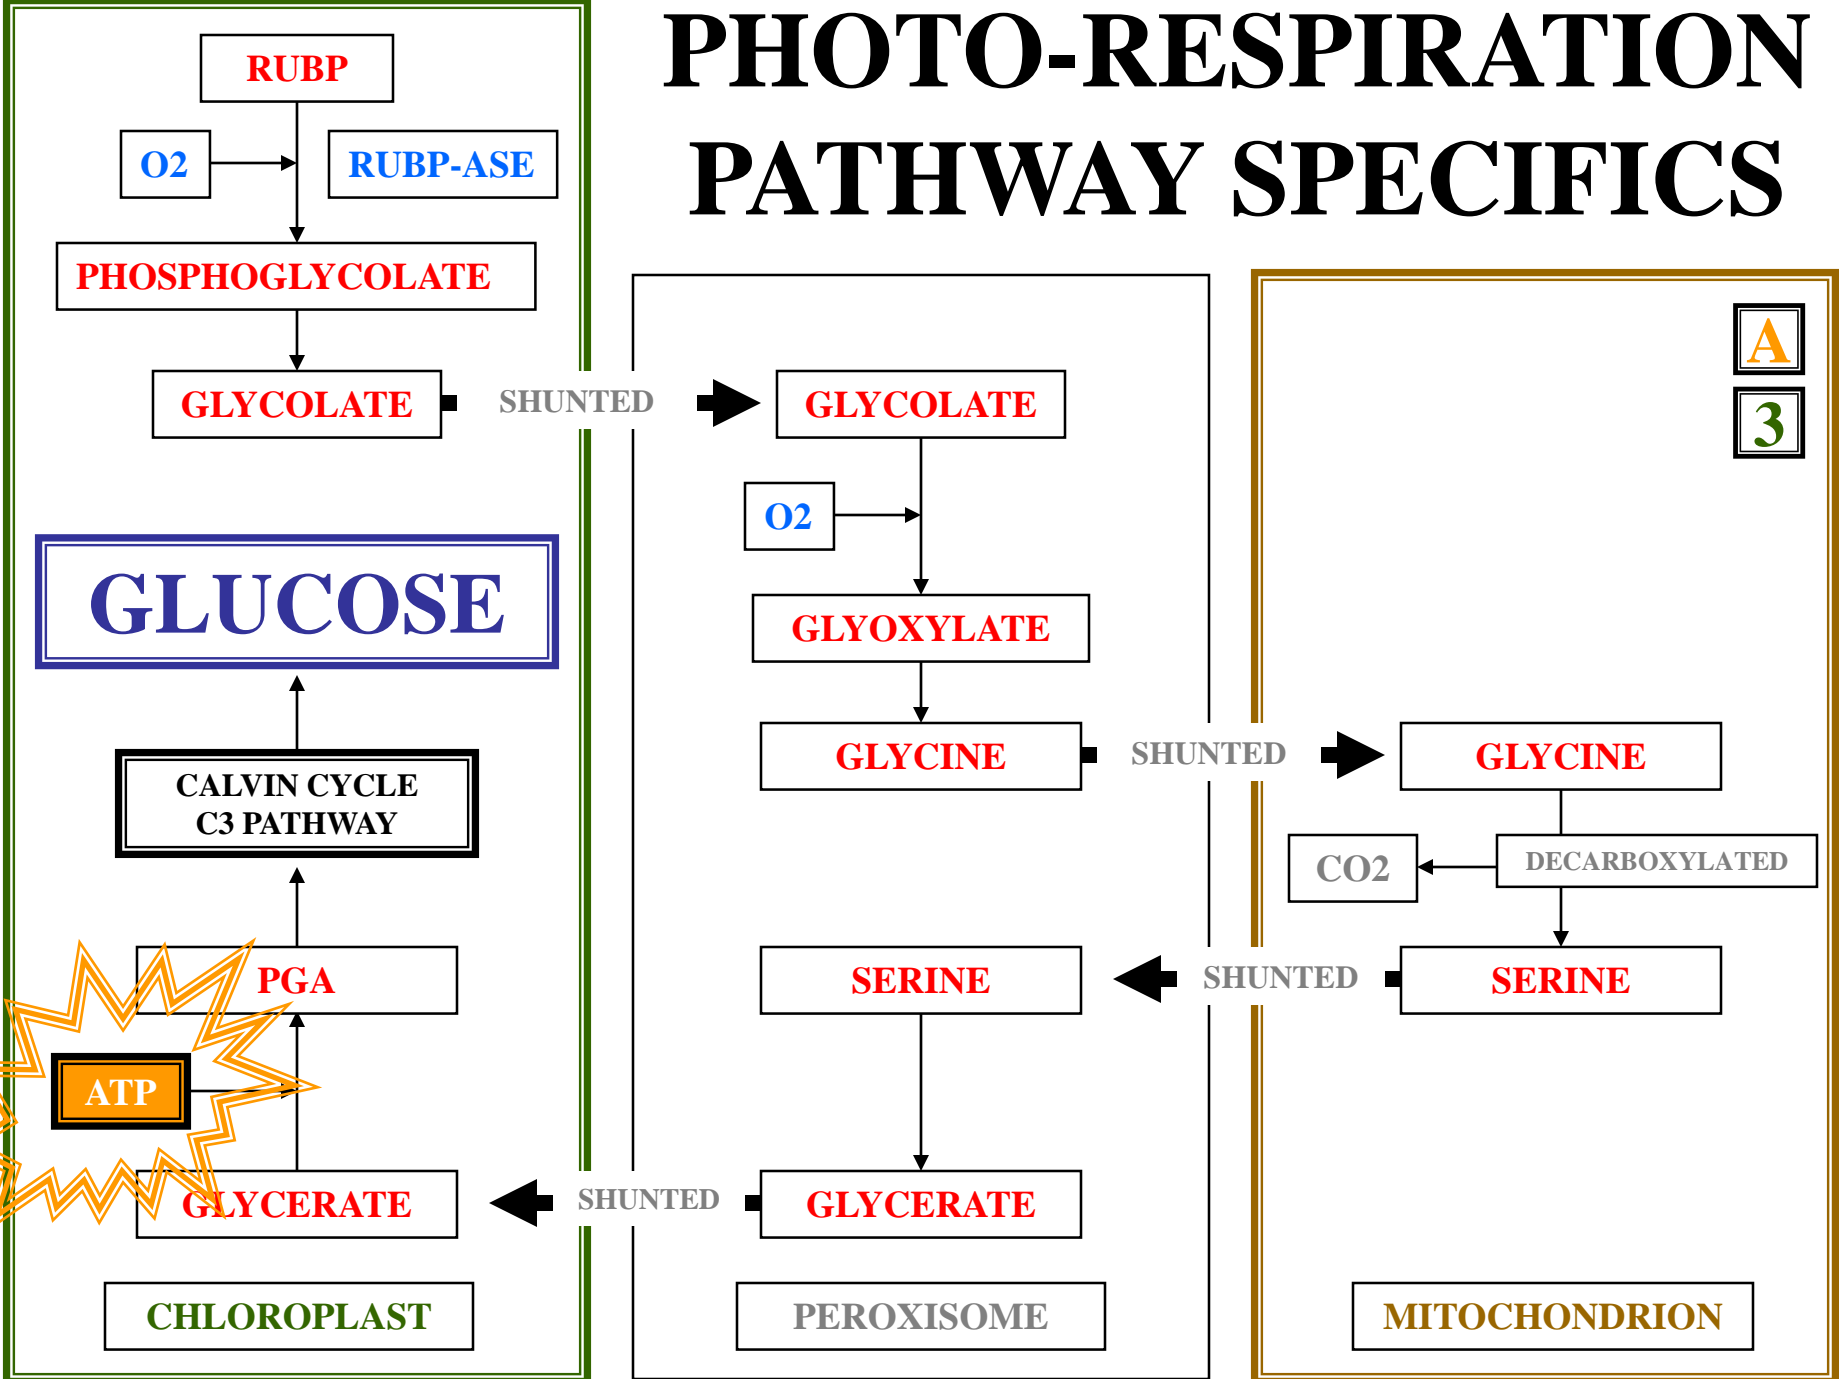 PHOTO-RESPIRATION
PATHWAY SPECIFICS
RUBP
O2
RUBP-ASE
PHOSPHOGLYCOLATE
GLYCOLATE
SHUNTED
GLYCOLATE
A
3
O2
GLUCOSE
GLYOXYLATE
GLYCINE
SHUNTED
GLYCINE
CALVIN CYCLE
C3 PATHWAY
CO2
DECARBOXYLATED
PGA
SERINE
SHUNTED
SERINE
ATP
GLYCERATE
SHUNTED
GLYCERATE
CHLOROPLAST
PEROXISOME
MITOCHONDRION